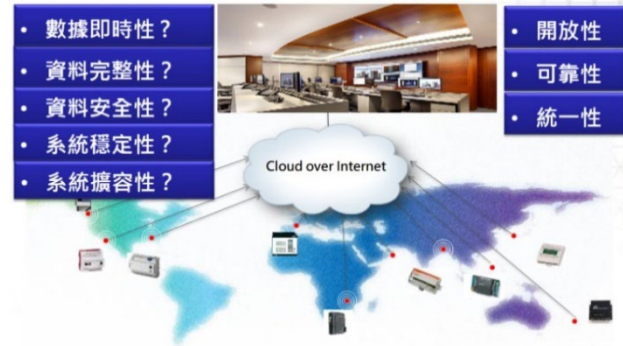 • 數據即時性？
• 資料完整性？
• 資料安全性？
• 系統穩定性？
• 系統擴容性？
• 開放性
• 可靠性
• 統一性
Cloud over Internet